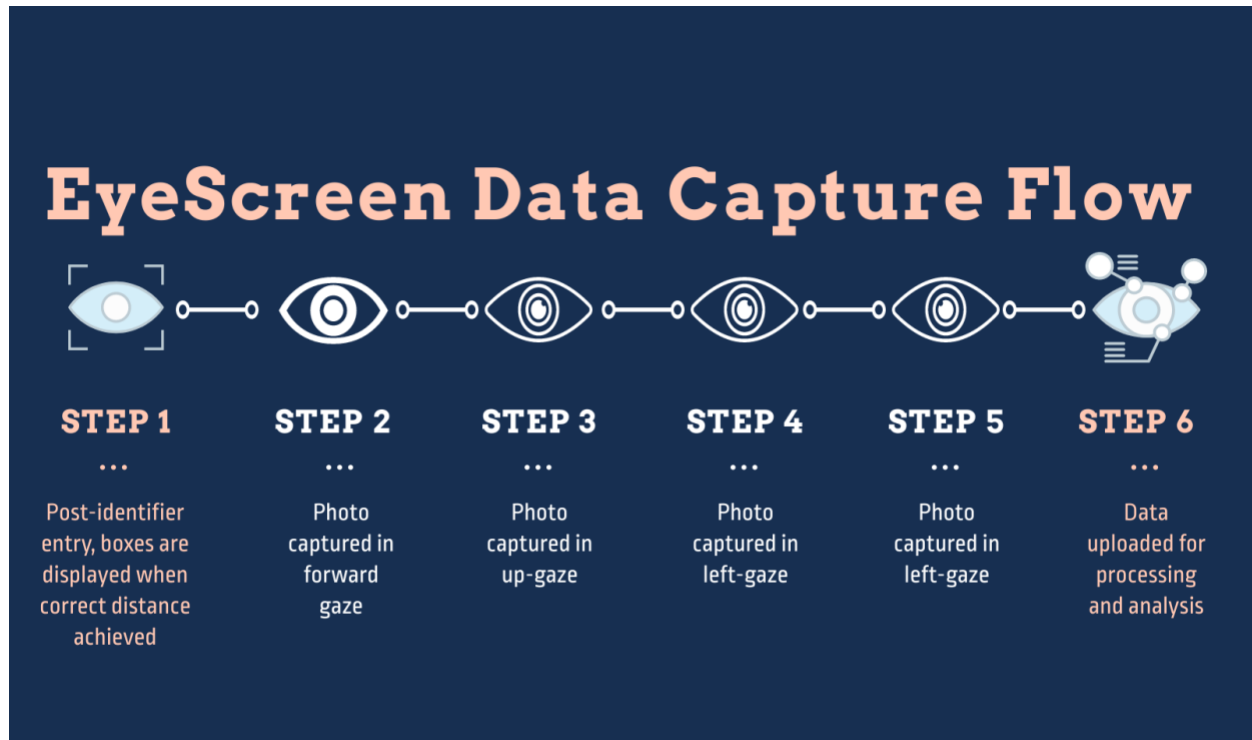 EyeScreen Data Capture Flow
STEP 1
...
Post-identifier
entry, boxes are
displayed when
correct distance
achieved
STEP 2
...
Photo
captured in
forward
gaze
STEP 3
...
Photo
captured in
up-gaze
STEP 4
...
Photo
captured in
left-gaze
STEP 5
...
Photo
captured in
left-gaze
STEP 6
...
Data
uploaded for
processing
and analysis